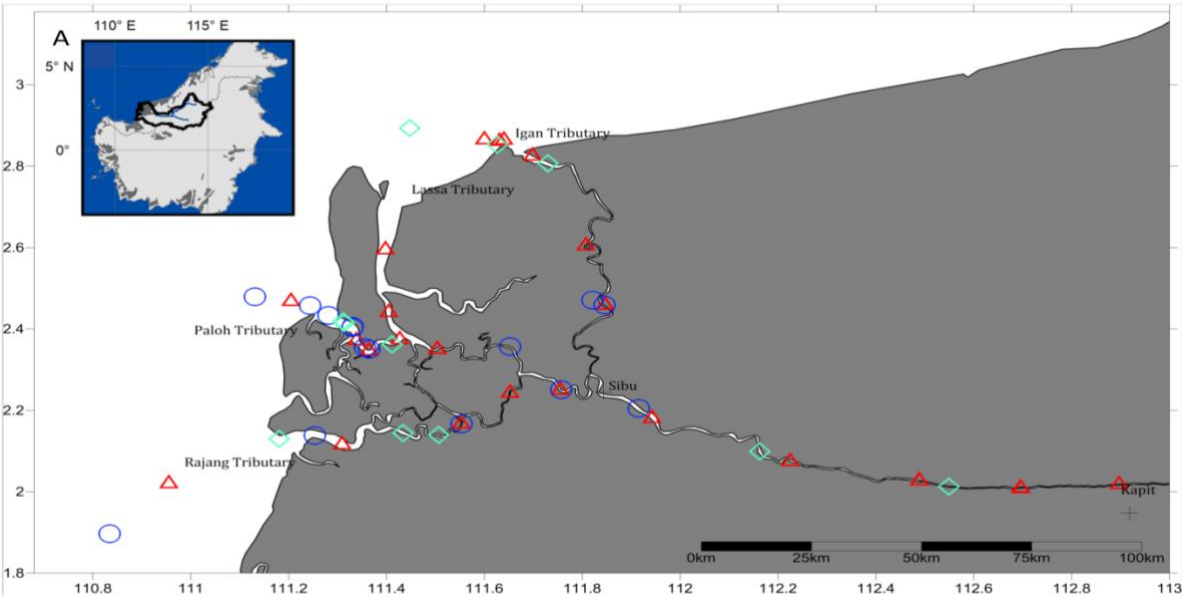 110° E 115° E
A
5° N
0°
3
2.8
2.6
2.4
2.2
2
1.8
Igan Tributary
Lassa Tributary
Paloh Tributary
Sibu
Rajang Tributary
Kapit
0km 25km 50km 75km 100km
110.8 111 111.2 111.4 111.6 111.8 112 112.2 112.4 112.6 112.8 113